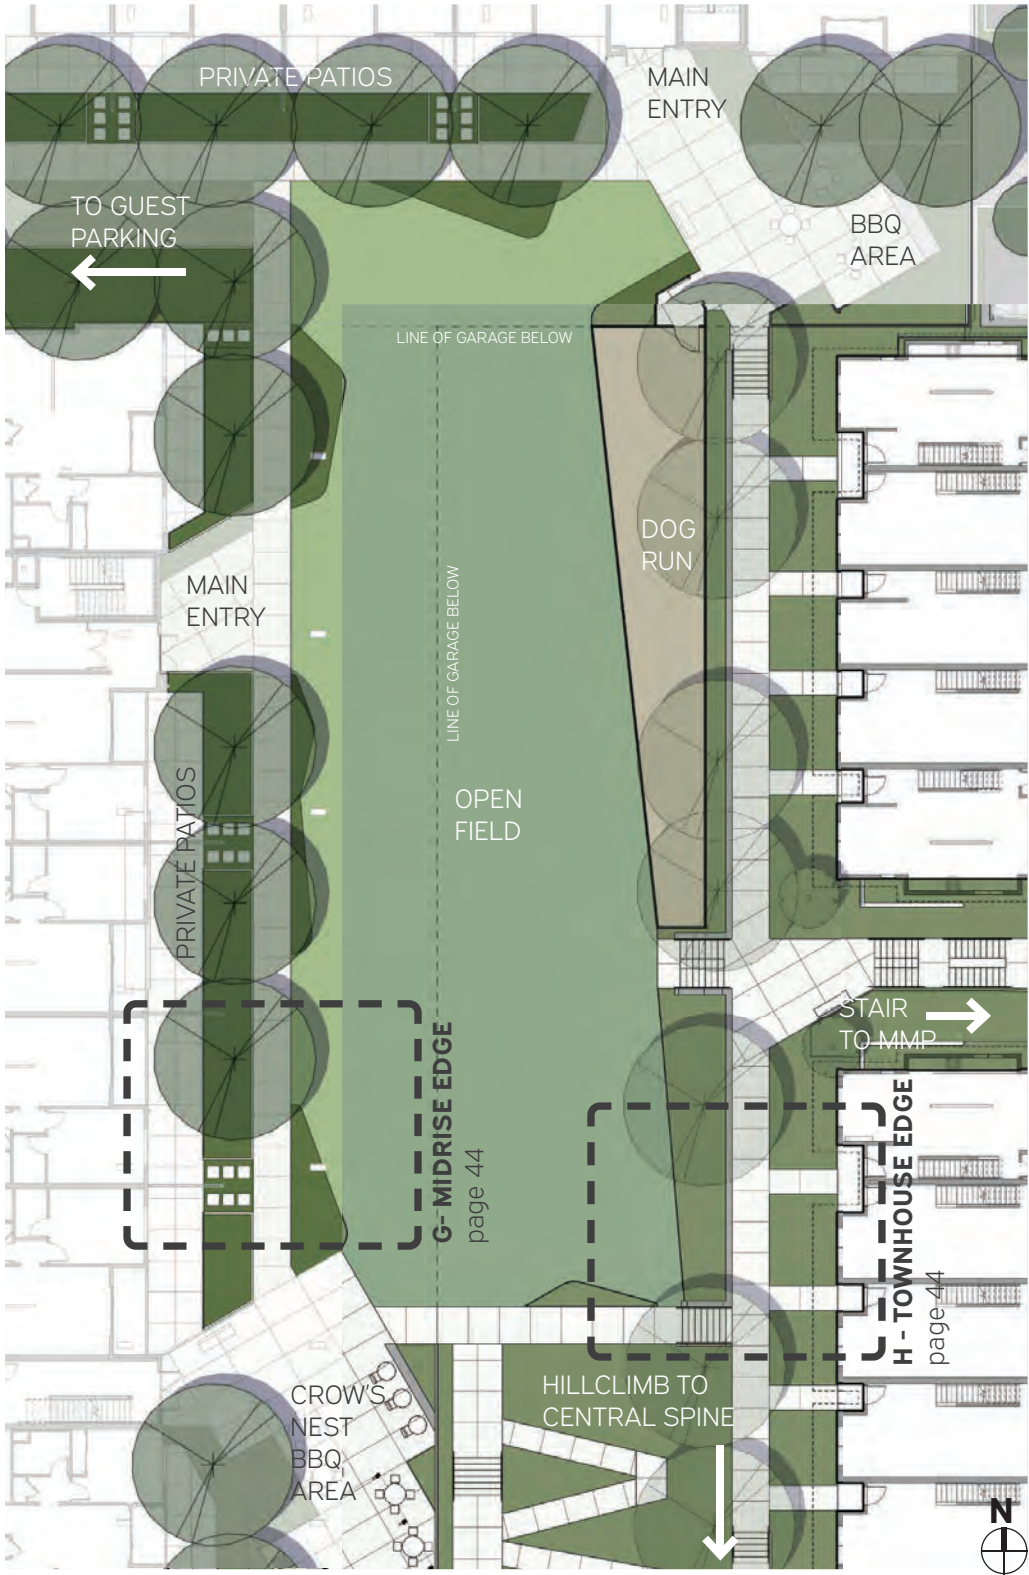 PRIVATE PATIOS
MAIN
ENTRY
TO GUEST
PARKING
BBQ
AREA
LINE OF GARAGE BELOW
DOG
RUN
MAIN
ENTRY
LINE OF GARAGE BELOW
OPEN
FIELD
PRIVATE PATIOS
STAIR
TO MMP
G- MIDRISE EDGE
page 44
H - TOWNHOUSE EDGE
page 44
CROW'S
NEST
BBQ
AREA
HILLCLIMB TO
CENTRAL SPINE
N